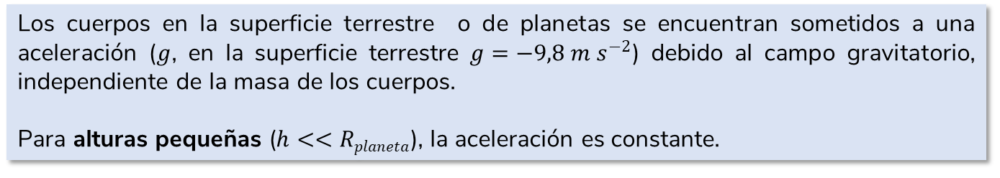 Los cuerpos en la superficie terrestre o de planetas se encuentran sometidos a una
aceleración (g, en la superficie terrestre g = −9,8 m s⁻²) debido al campo gravitatorio,
independiente de la masa de los cuerpos.
Para alturas pequeñas (h << R_planeta), la aceleración es constante.